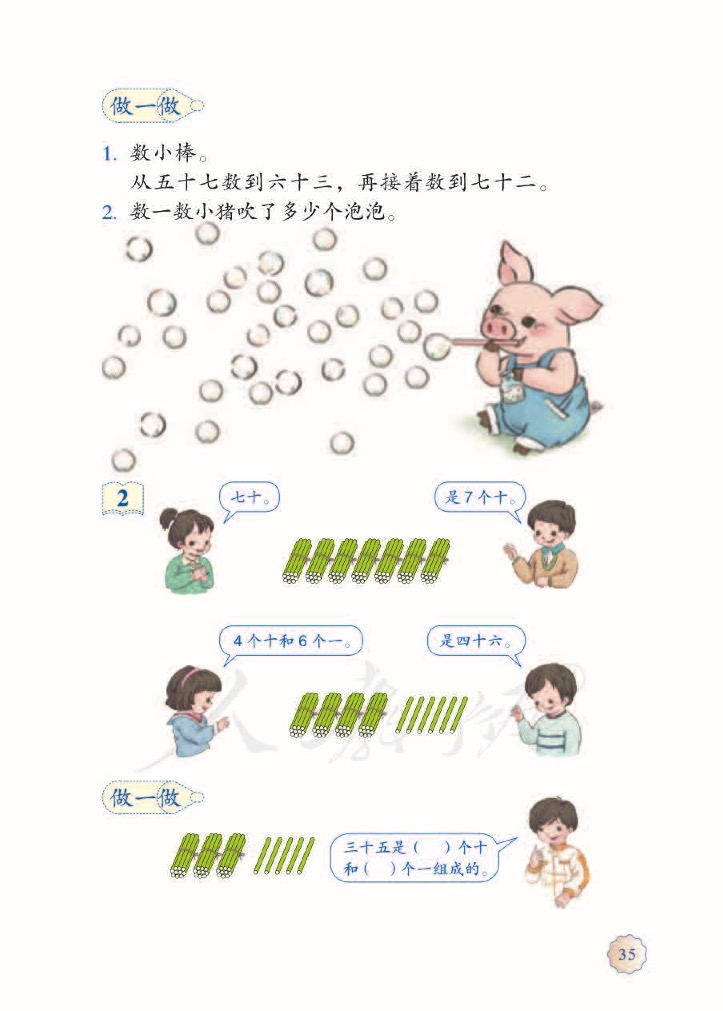 做一做
1. 数小棒。
从五十七数到六十三，再接着数到七十二。
2. 数一数小猪吹了多少个泡泡。
2
七十。
是7个十。
4个十和6个一。
是四十六。
人教领
做一做
三十五是（ ）个十
和（ ）个一组成的。
35